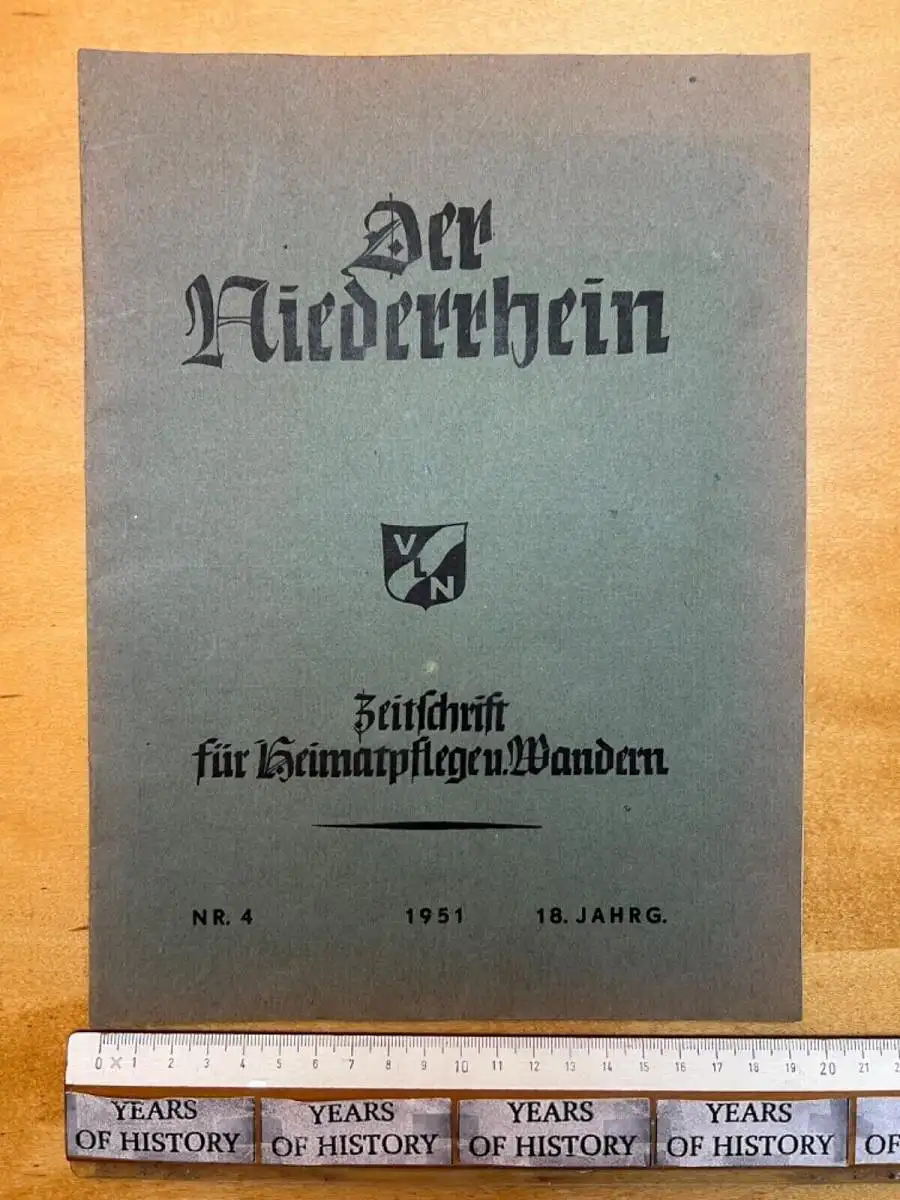 Der
Niederrhein
V
L
N
Zeitschrift
für Heimatpflege u. Wandern
NR. 4 1951 18. JAHRG.
0 1 2 3 4 5 6 7 8 9 10 11 12 13 14 15 16 17 18 19 20 21 2
YEARS YEARS YEARS YEARS
OF HISTORY OF HISTORY OF HISTORY OF HISTORY OF